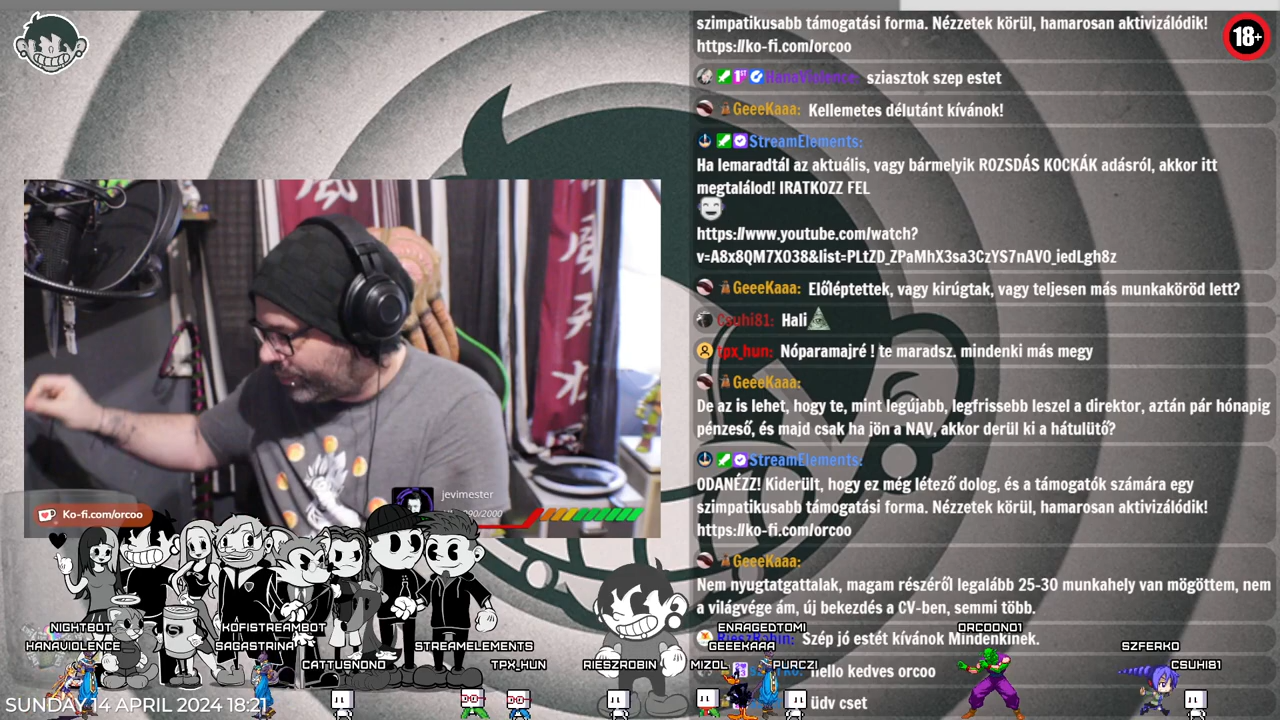 szimpatikusabb támogatási forma. Nézzetek körül, hamarosan aktivizálódik!
https://ko-fi.com/orcoo
18+
HanaViolence: sziasztok szep estet
GeeeKaaa: Kellemetes délutánt kívánok!
StreamElements:
Ha lemaradtál az aktuális, vagy bármelyik ROZSDÁS KOCKÁK adásról, akkor itt
megtalálod! IRATKOZZ FEL
https://www.youtube.com/watch?
v=A8x8QM7XO38&list=PLtZD_ZPaMhX3sa3CzYS7nAVO_iedLgh8z
GeeeKaaa: Előléptettek, vagy kirúgtak, vagy teljesen más munkaköröd lett?
Csuhi81: Hali
tpx_hun: Nóparamajré ! te maradsz. mindenki más megy
GeeeKaaa:
De az is lehet, hogy te, mint legújabb, legfrissebb leszel a direktor, aztán pár hónapig
pénzeső, és majd csak ha jön a NAV, akkor derül ki a hátulütő?
StreamElements:
ODANÉZZ! Kiderült, hogy ez még létező dolog, és a támogatók számára egy
szimpatikusabb támogatási forma. Nézzetek körül, hamarosan aktivizálódik!
https://ko-fi.com/orcoo
GeeeKaaa:
Nem nyugtatgattalak, magam részéről legalább 25-30 munkahely van mögöttem, nem
a világvége ám, új bekezdés a CV-ben, semmi több.
RieszRobin: Szép jó estét kívánok Mindenkinek.
hello kedves orcoo
üdv cset
jevimester
Ko-fi.com/orcoo
NIGHTBOT
HANAVIOLENCE
KOFISTREAMBOT
SAGASTRINA
CATTUSNONO
STREAMELEMENTS
TPX_HUN
RIESZROBIN
ENRAGEDTOMI
GEEEKAAA
MIZOL
PURCZI
ORCOON01
SZFERKO
CSUHI81
SUNDAY 14 APRIL 2024 18:21